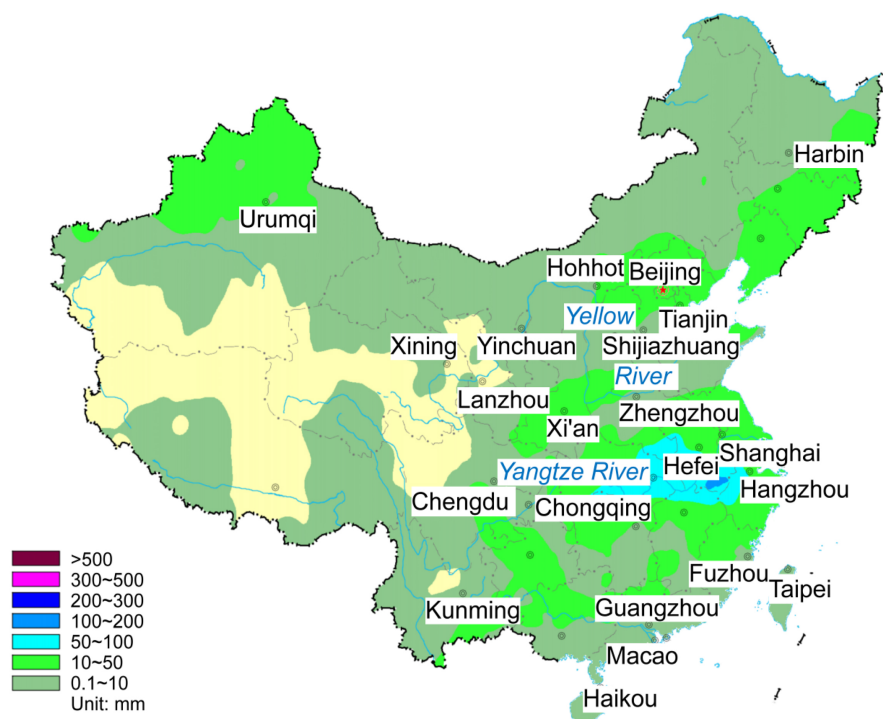 Harbin
Urumqi
Hohhot
Beijing
Yellow
Tianjin
Xining
Yinchuan
Shijiazhuang
River
Lanzhou
Zhengzhou
Xi'an
Shanghai
Yangtze River
Hefei
Hangzhou
Chengdu
Chongqing
Fuzhou
Taipei
Kunming
Guangzhou
Macao
Haikou
>500
300~500
200~300
100~200
50~100
10~50
0.1~10
Unit: mm